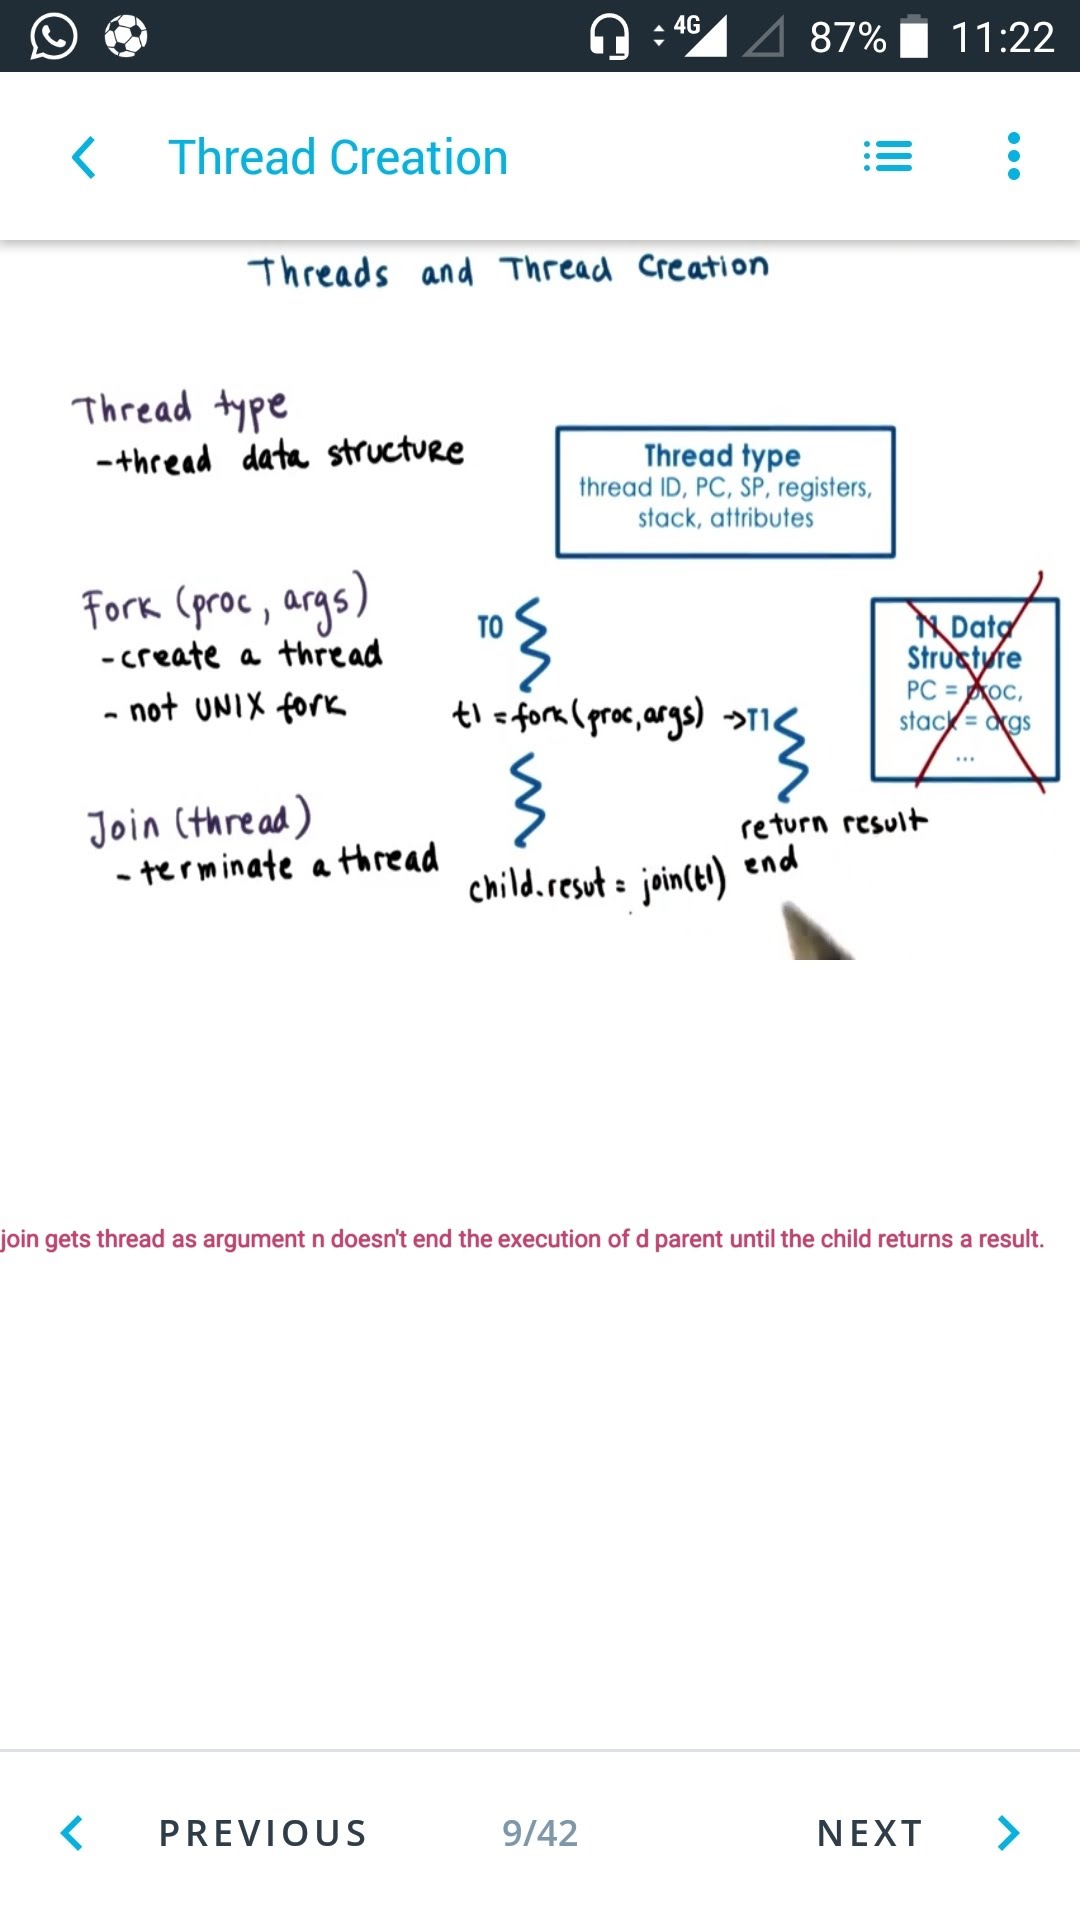 4G 87% 11:22
Thread Creation
Threads and Thread Creation
Thread type
-thread data structure
Thread type
thread ID, PC, SP, registers,
stack, attributes
Fork (proc, args)
-create a thread
- not UNIX fork
T0
t1 = fork(proc, args) → T1
T1 Data
Structure
PC = proc,
stack = args
...
Join (thread)
- terminate a thread
return result
end
child.resut = join(t1)
join gets thread as argument n doesn't end the execution of d parent until the child returns a result.
PREVIOUS 9/42 NEXT